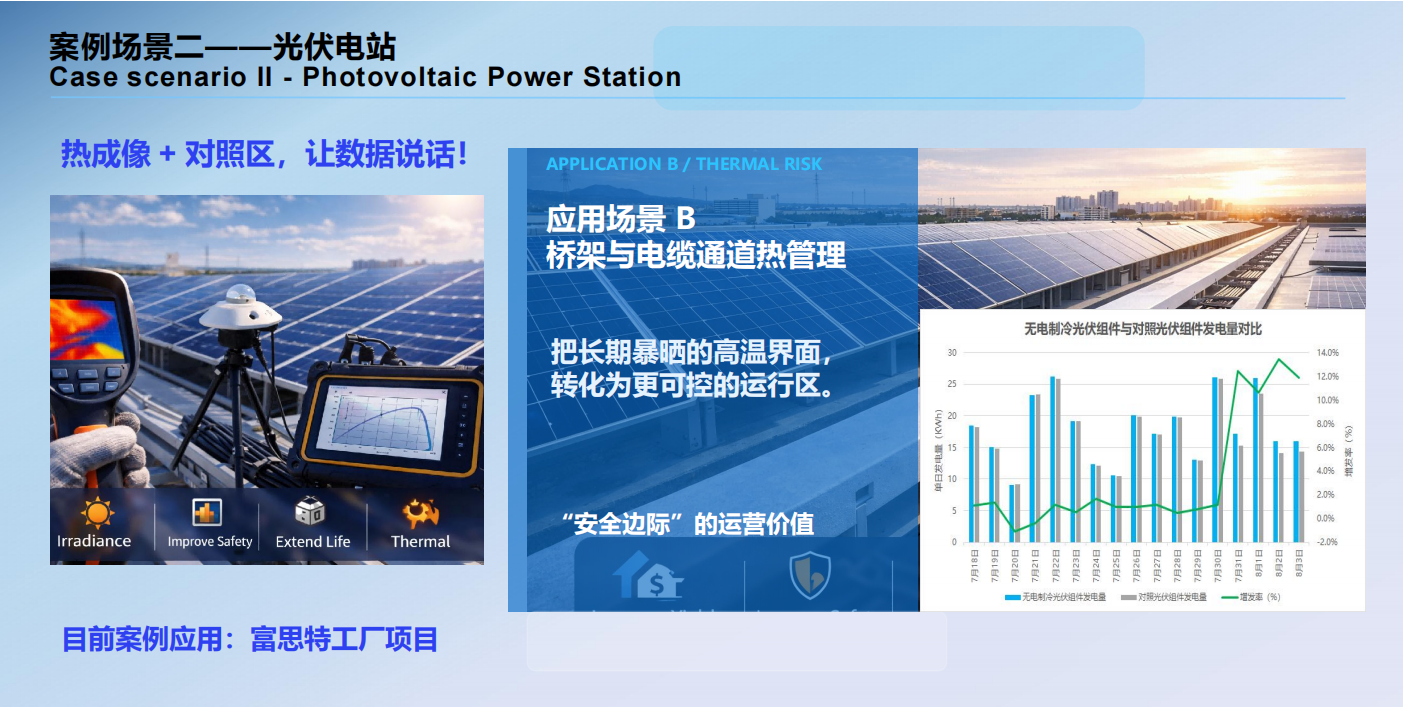 案例场景二——光伏电站
Case scenario II - Photovoltaic Power Station
热成像 + 对照区，让数据说话！
Irradiance
Improve Safety
Extend Life
Thermal
目前案例应用：富思特工厂项目
APPLICATION B / THERMAL RISK
应用场景 B
桥架与电缆通道热管理
把长期暴晒的高温界面，
转化为更可控的运行区。
“安全边际”的运营价值
无电制冷光伏组件与对照光伏组件发电量对比
单日发电量（KWh）
30
25
20
15
10
5
0
14.0%
12.0%
10.0%
8.0%
6.0%
4.0%
2.0%
0.0%
-2.0%
增发率（%）
7月18日
7月19日
7月20日
7月21日
7月22日
7月23日
7月24日
7月25日
7月26日
7月27日
7月28日
7月29日
7月30日
7月31日
8月1日
8月2日
8月3日
无电制冷光伏组件发电量
对照光伏组件发电量
增发率（%）